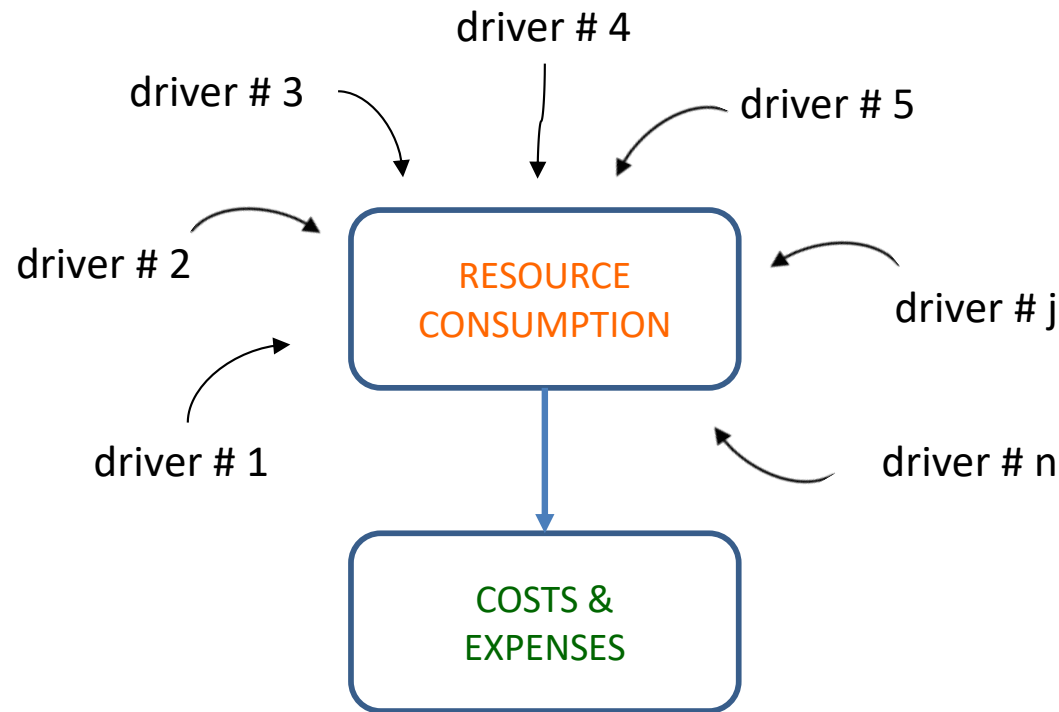 driver # 4
driver # 3
driver # 5
driver # 2
RESOURCE
CONSUMPTION
driver # j
driver # 1
driver # n
COSTS &
EXPENSES